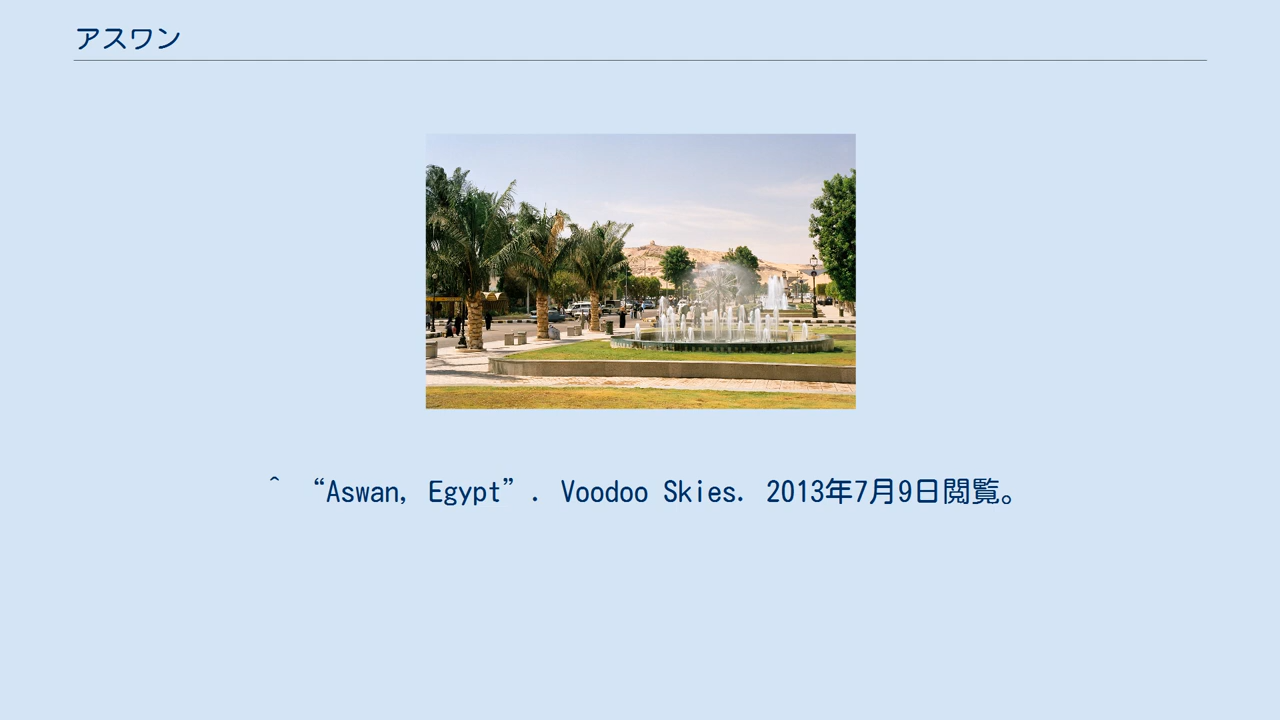 アスワン
^ “Aswan, Egypt”. Voodoo Skies. 2013年7月9日閲覧。